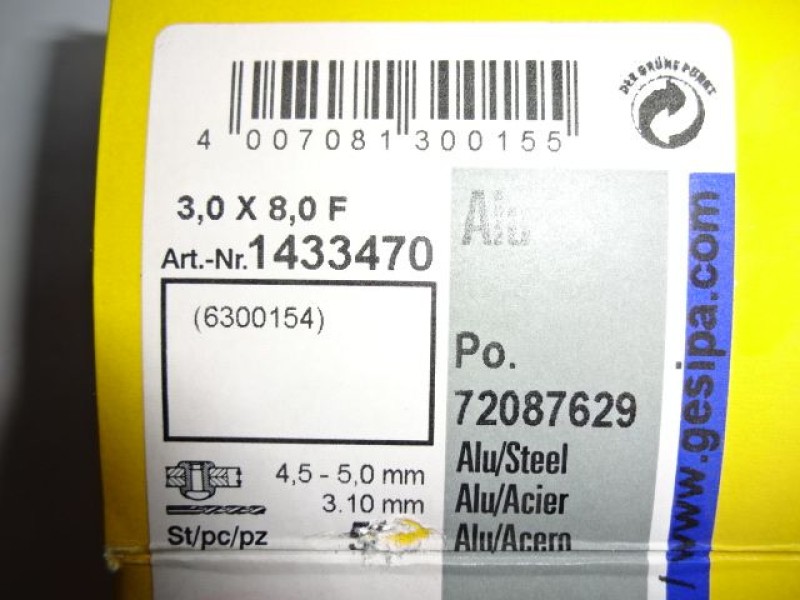 DER GRÜNE PUNKT
4 007081 300155
3,0 X 8,0 F
Art.-Nr. 1433470
(6300154)
4,5 - 5,0 mm
3.10 mm
St/pc/pz
Alu
Po.
72087629
Alu/Steel
Alu/Acier
Alu/Acero
/ www.gesipa.com